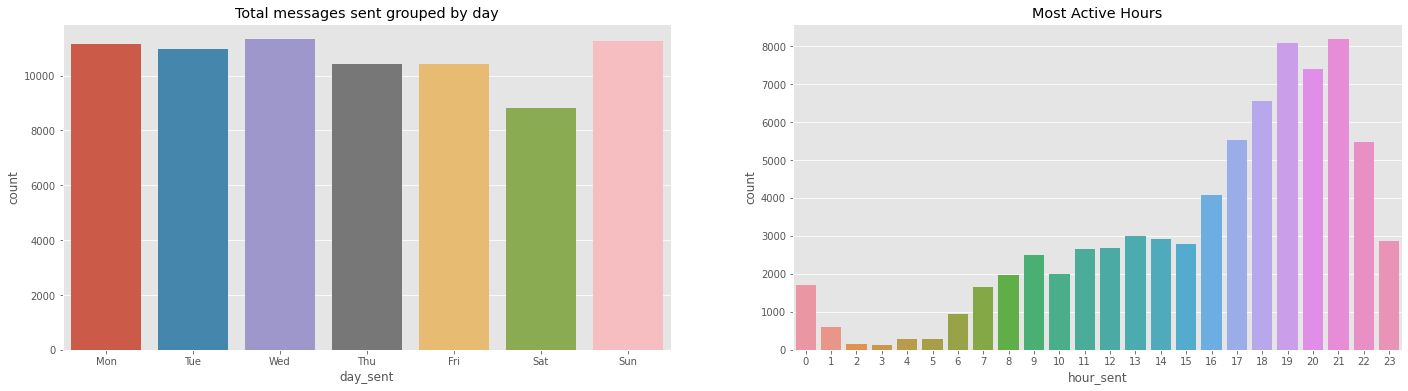 Total messages sent grouped by day
count
10000
8000
6000
4000
2000
0
Mon Tue Wed Thu Fri Sat Sun
day_sent
Most Active Hours
count
8000
7000
6000
5000
4000
3000
2000
1000
0
0 1 2 3 4 5 6 7 8 9 10 11 12 13 14 15 16 17 18 19 20 21 22 23
hour_sent